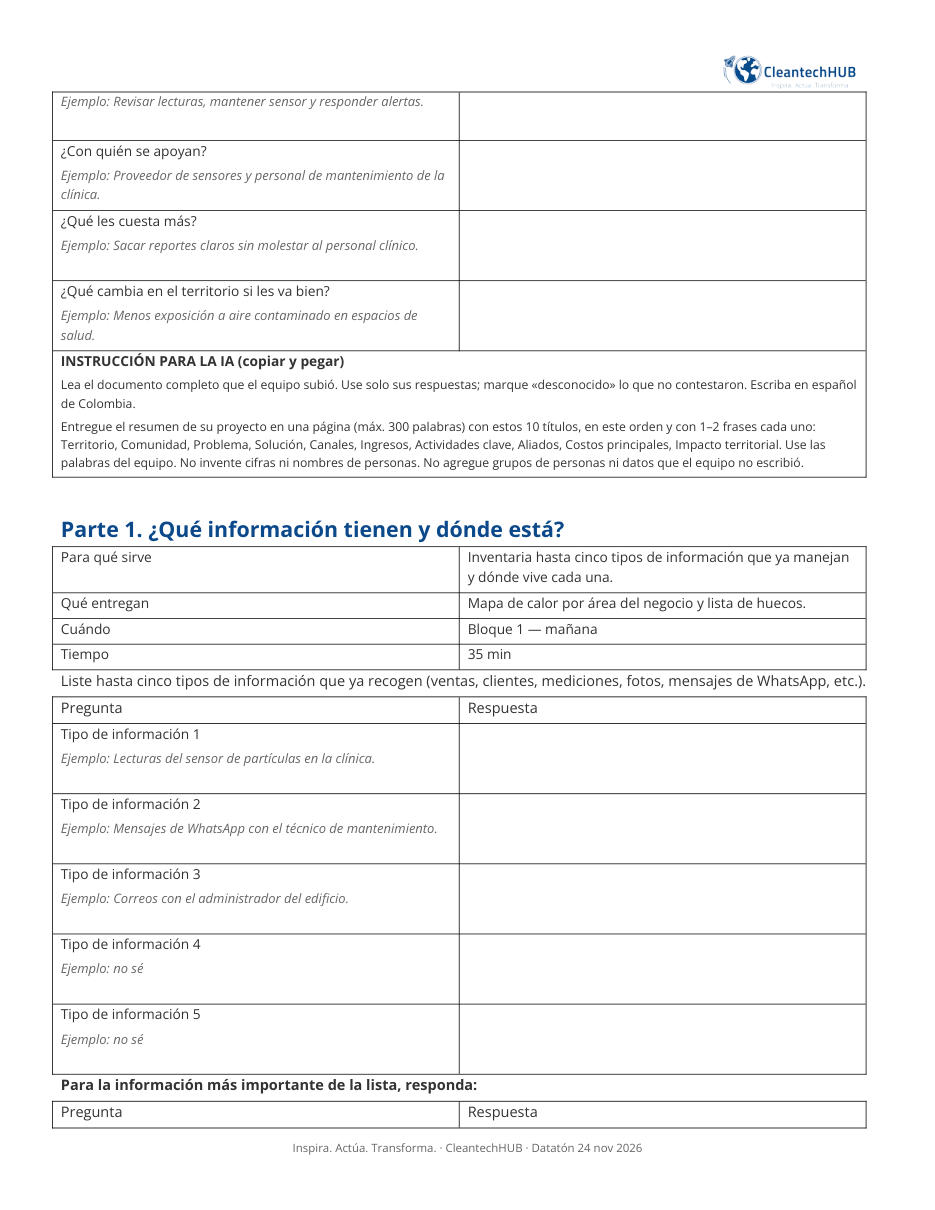 CleantechHUB
Inspira. Actúa. Transforma.
Ejemplo: Revisar lecturas, mantener sensor y responder alertas.
¿Con quién se apoyan?
Ejemplo: Proveedor de sensores y personal de mantenimiento de la
clínica.
¿Qué les cuesta más?
Ejemplo: Sacar reportes claros sin molestar al personal clínico.
¿Qué cambia en el territorio si les va bien?
Ejemplo: Menos exposición a aire contaminado en espacios de
salud.
INSTRUCCIÓN PARA LA IA (copiar y pegar)
Lea el documento completo que el equipo subió. Use solo sus respuestas; marque «desconocido» lo que no contestaron. Escriba en español
de Colombia.
Entregue el resumen de su proyecto en una página (máx. 300 palabras) con estos 10 títulos, en este orden y con 1–2 frases cada uno:
Territorio, Comunidad, Problema, Solución, Canales, Ingresos, Actividades clave, Aliados, Costos principales, Impacto territorial. Use las
palabras del equipo. No invente cifras ni nombres de personas. No agregue grupos de personas ni datos que el equipo no escribió.
Parte 1. ¿Qué información tienen y dónde está?
Para qué sirve
Inventaria hasta cinco tipos de información que ya manejan
y dónde vive cada una.
Qué entregan
Mapa de calor por área del negocio y lista de huecos.
Cuándo
Bloque 1 — mañana
Tiempo
35 min
Liste hasta cinco tipos de información que ya recogen (ventas, clientes, mediciones, fotos, mensajes de WhatsApp, etc.).
Pregunta
Respuesta
Tipo de información 1
Ejemplo: Lecturas del sensor de partículas en la clínica.
Tipo de información 2
Ejemplo: Mensajes de WhatsApp con el técnico de mantenimiento.
Tipo de información 3
Ejemplo: Correos con el administrador del edificio.
Tipo de información 4
Ejemplo: no sé
Tipo de información 5
Ejemplo: no sé
Para la información más importante de la lista, responda:
Pregunta
Respuesta
Inspira. Actúa. Transforma. · CleantechHUB · Datatón 24 nov 2026